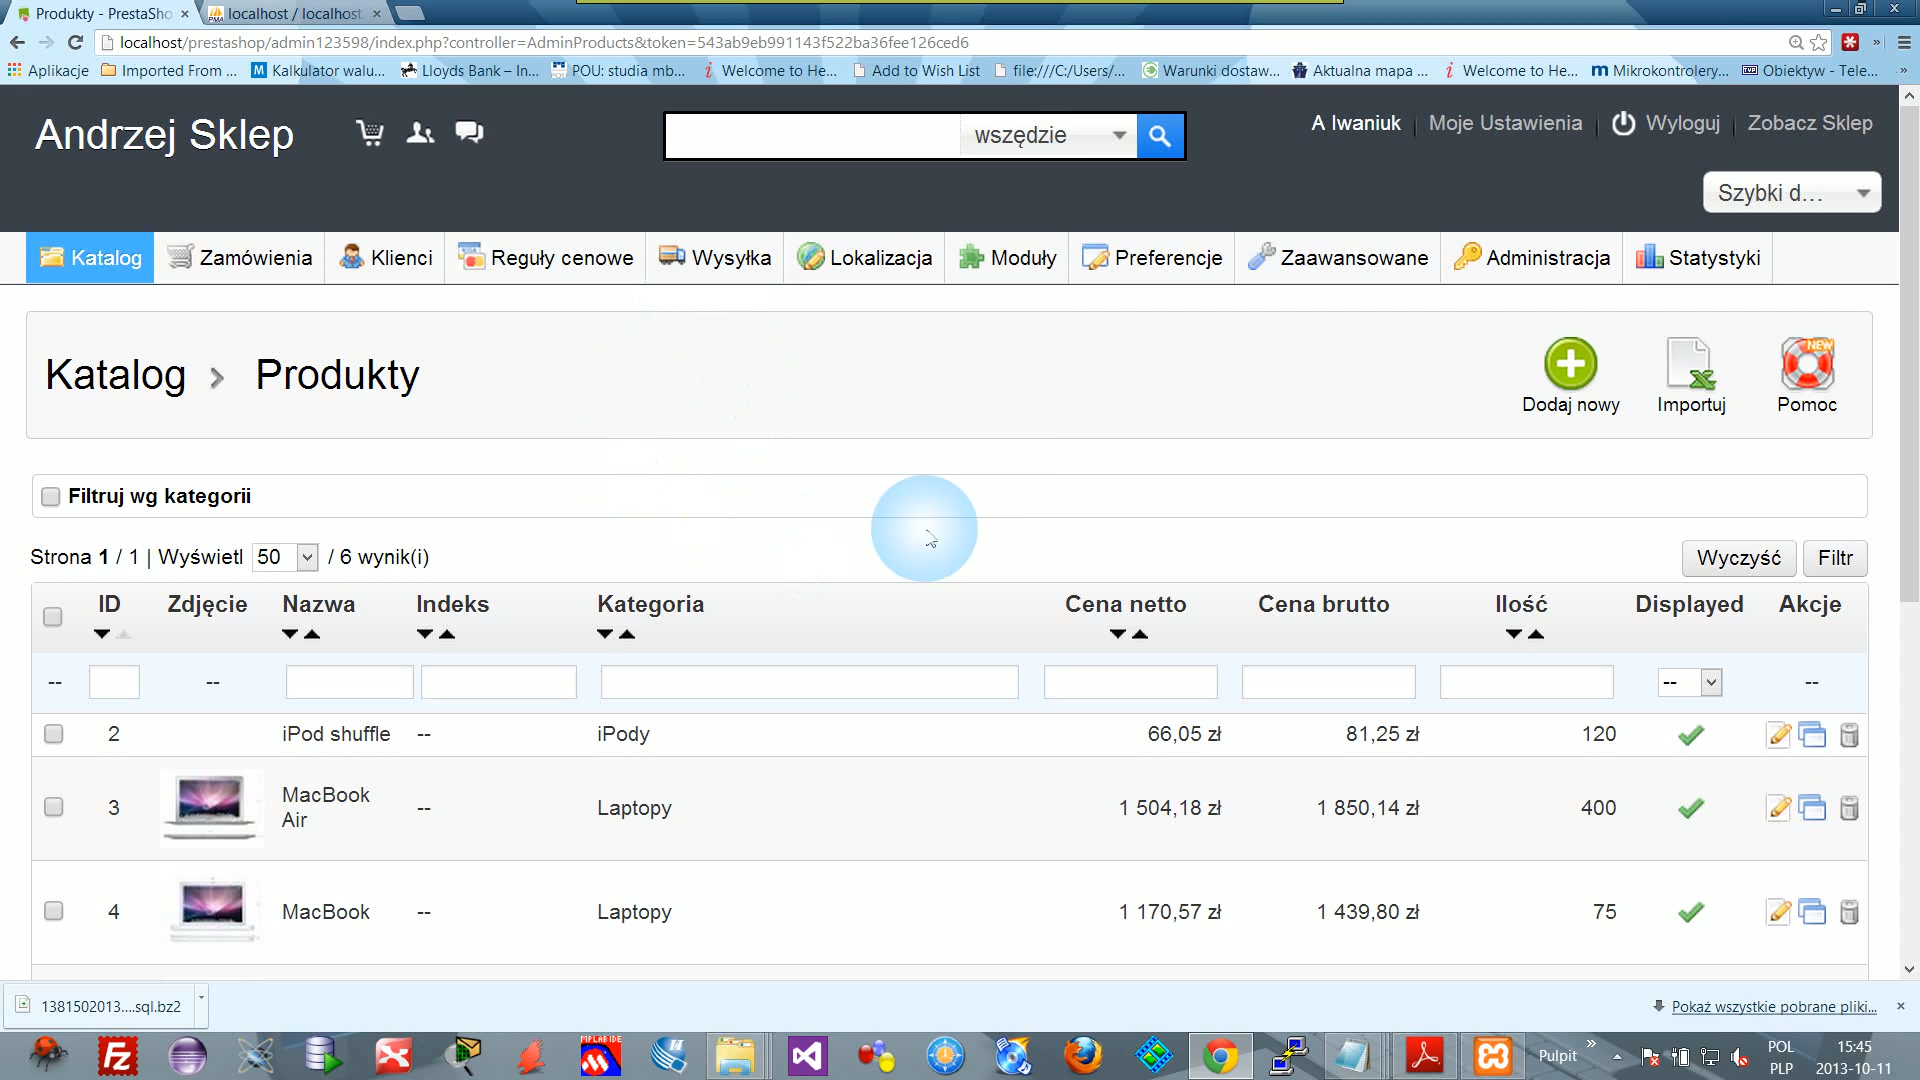 Produkty - PrestaSho
localhost / localhost
localhost/prestashop/admin123598/index.php?controller=AdminProducts&token=543ab9eb991143f522ba36fee126ced6
Aplikacje Imported From ... Kalkulator walu... Lloyds Bank – In... POU: studia mb... Welcome to He... Add to Wish List file:///C:/Users/... Warunki dostaw... Aktualna mapa ... Welcome to He... Mikrokontrolery... Obiektyw - Tele... »
Andrzej Sklep
wszędzie
A Iwaniuk Moje Ustawienia Wyloguj Zobacz Sklep
Szybki d...
Katalog Zamówienia Klienci Reguły cenowe Wysyłka Lokalizacja Moduły Preferencje Zaawansowane Administracja Statystyki
Katalog > Produkty
NEW
Dodaj nowy Importuj Pomoc
Filtruj wg kategorii
Strona 1 / 1 | Wyświetl 50 / 6 wynik(i)
Wyczyść Filtr
ID Zdjęcie Nazwa Indeks Kategoria Cena netto Cena brutto Ilość Displayed Akcje
-- -- -- --
2 iPod shuffle -- iPody 66,05 zł 81,25 zł 120
3 MacBook Air -- Laptopy 1 504,18 zł 1 850,14 zł 400
4 MacBook -- Laptopy 1 170,57 zł 1 439,80 zł 75
1381502013....sql.bz2
Pokaż wszystkie pobrane pliki...
MPLAB IDE
Pulpit »
POL
PLP
15:45
2013-10-11